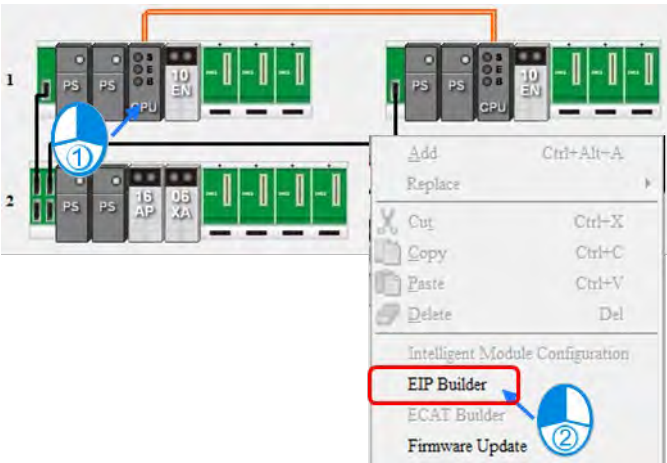 1
PS PS CPU S E B 10 EN
PS PS CPU S E B 10 EN
①
2
PS PS 16 AP 06 XA
Add Ctrl+Alt+A
Replace
Cut Ctrl+X
Copy Ctrl+C
Paste Ctrl+V
Delete Del
Intelligent Module Configuration
EIP Builder
ECAT Builder
②
Firmware Update